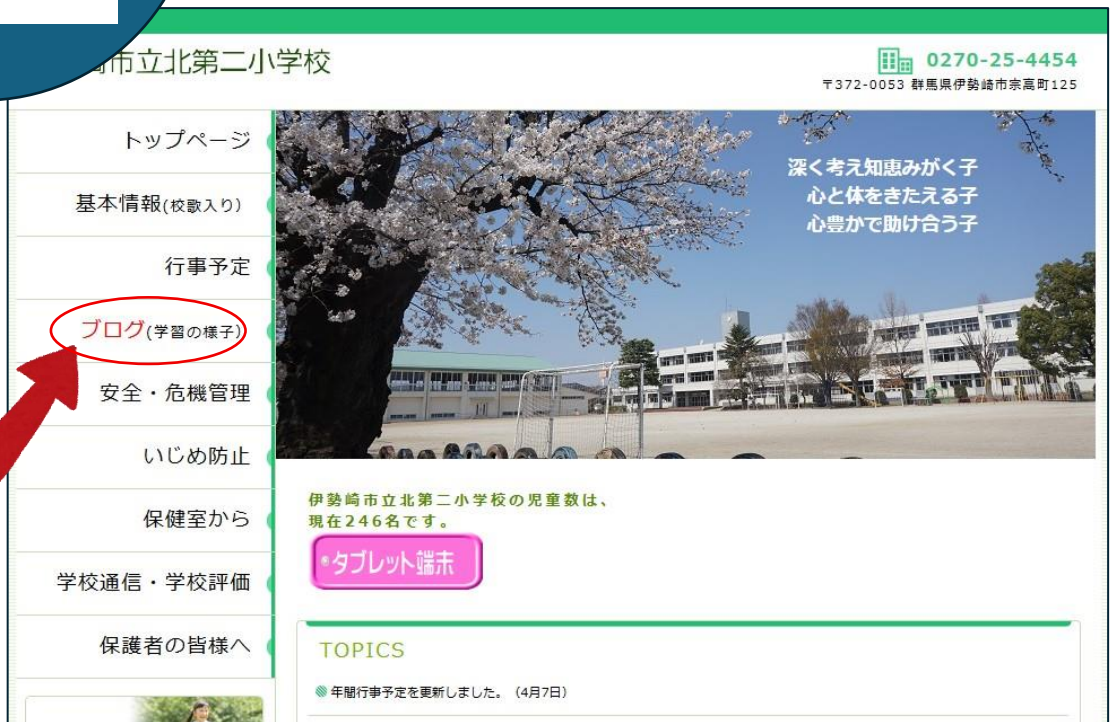 市立北第二小学校
0270-25-4454
〒372-0053 群馬県伊勢崎市宗高町125
トップページ
基本情報(校歌入り)
行事予定
ブログ(学習の様子)
安全・危機管理
いじめ防止
保健室から
学校通信・学校評価
保護者の皆様へ
深く考え知恵みがく子
心と体をきたえる子
心豊かで助け合う子
伊勢崎市立北第二小学校の児童数は、
現在246名です。
タブレット端末
TOPICS
年間行事予定を更新しました。（4月7日）